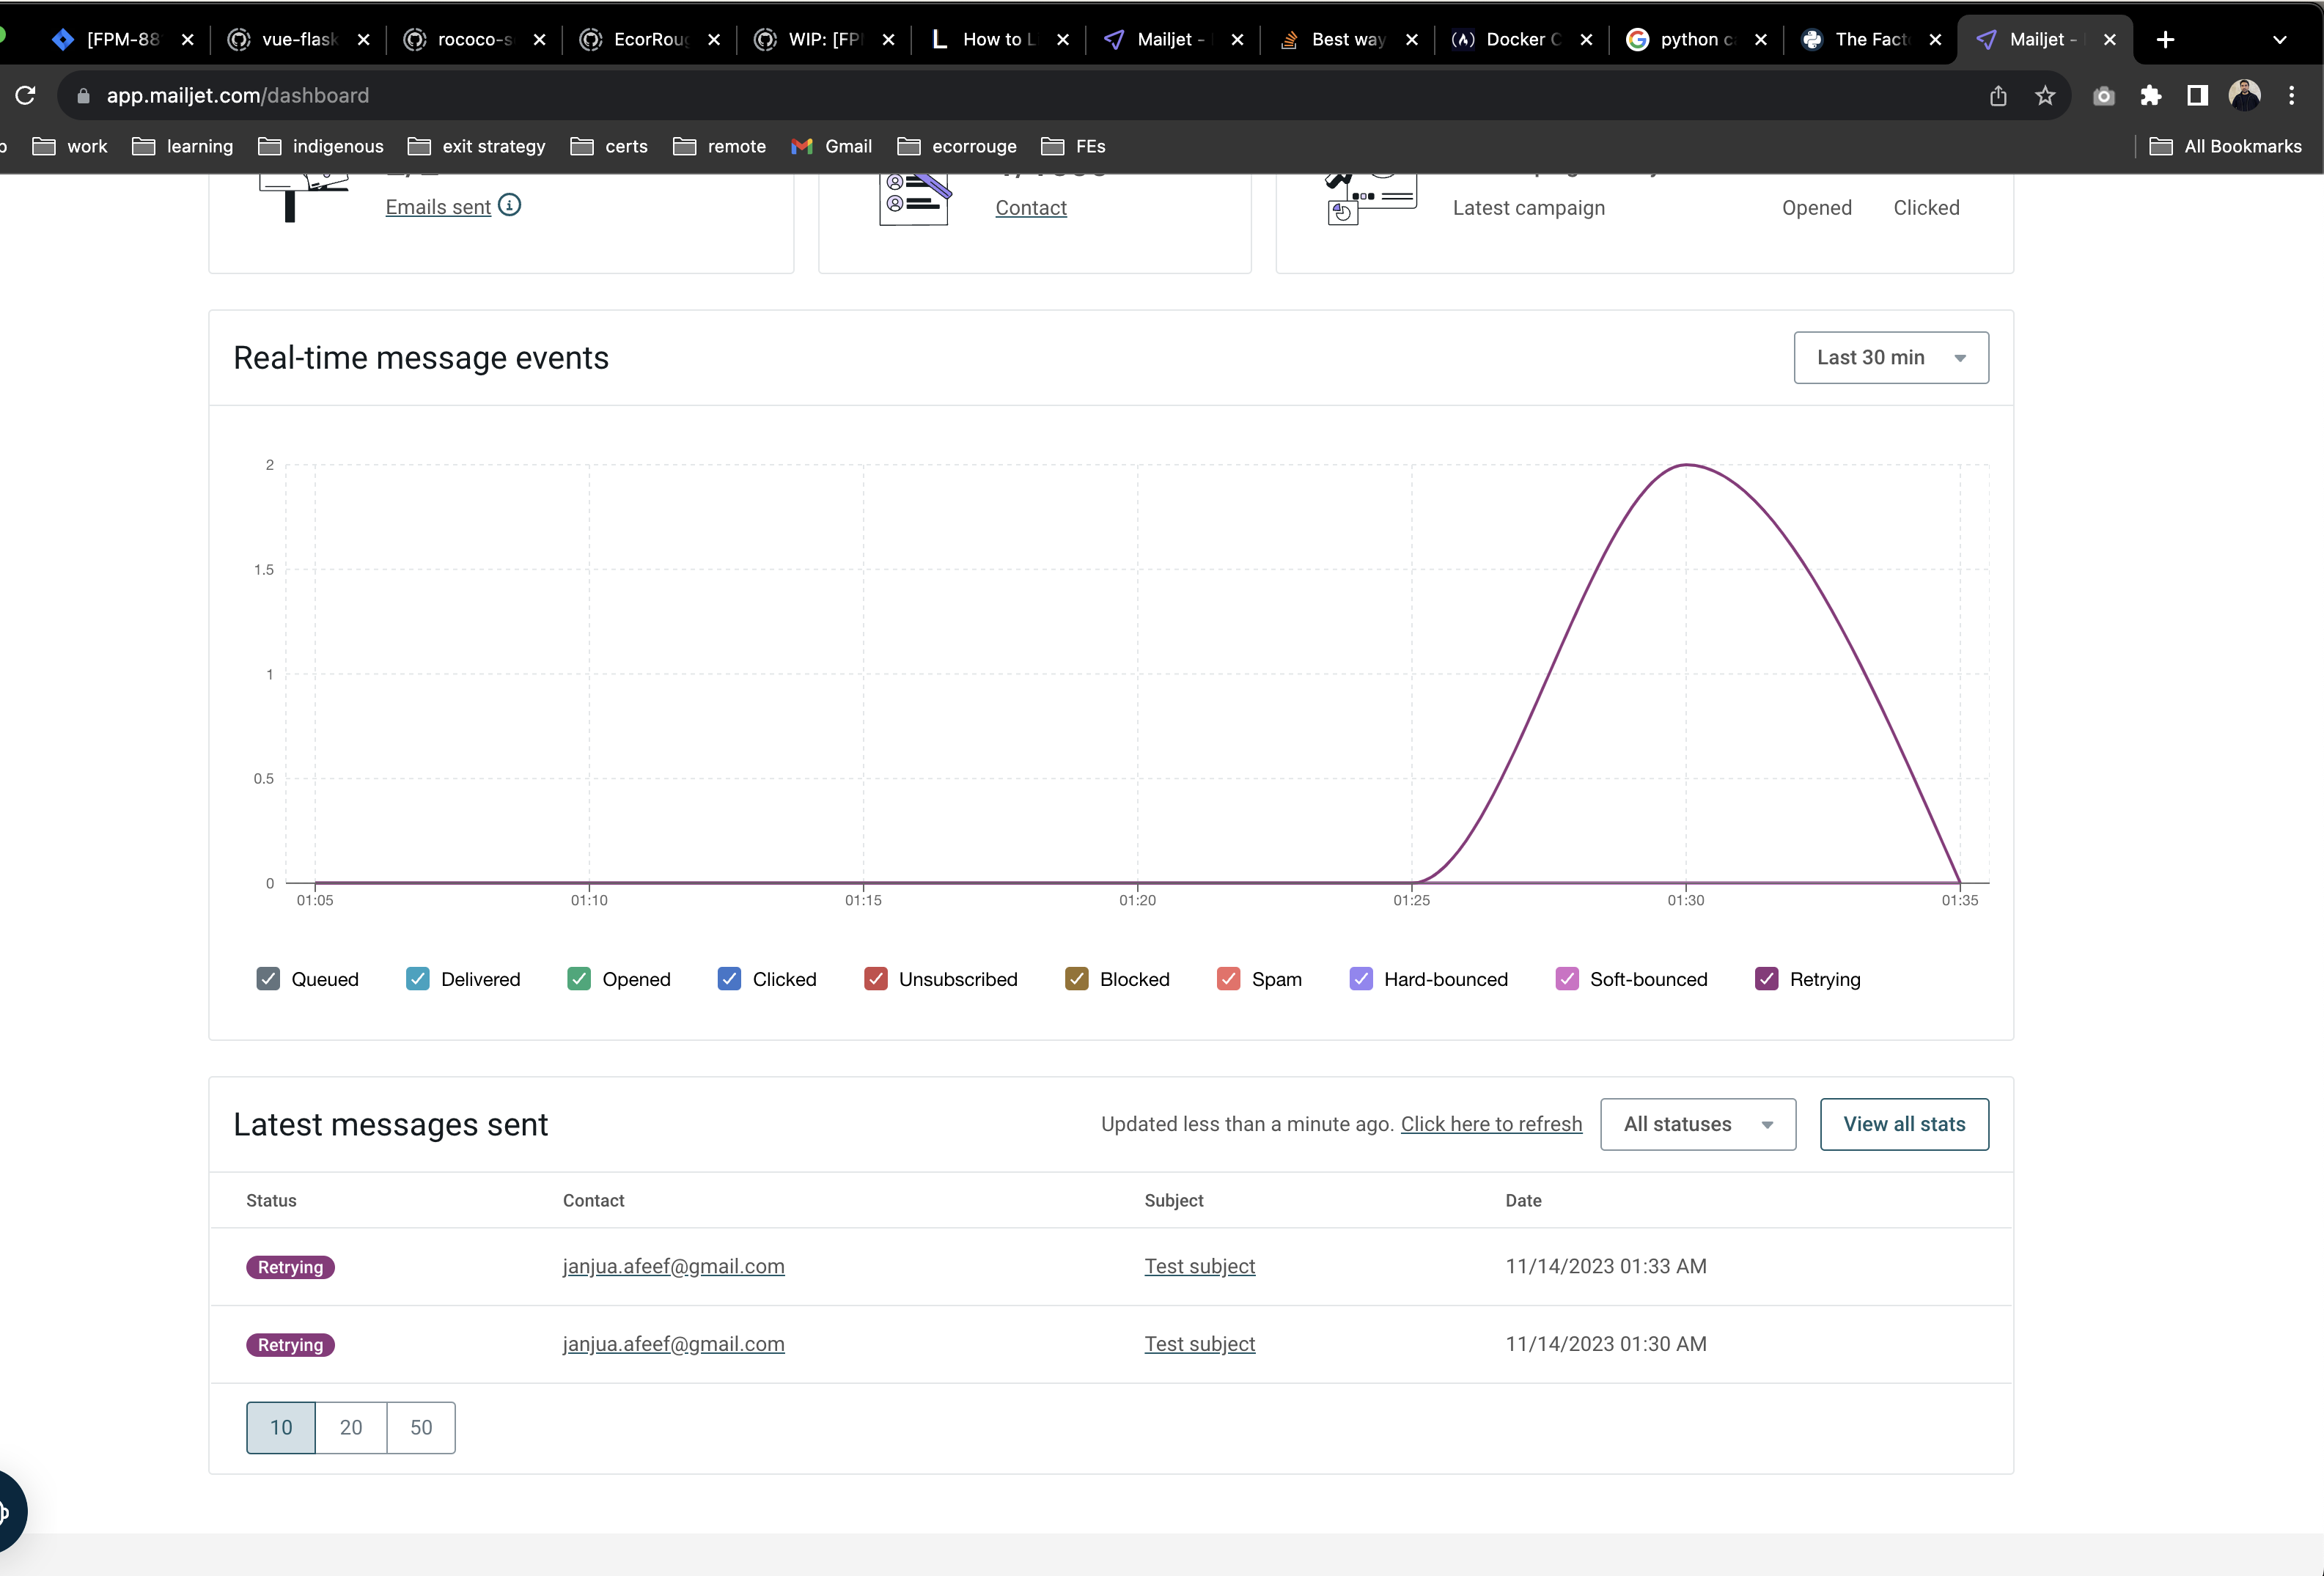 [FPM-88 vue-flask rococo-s EcorRoug WIP: [FP How to L Mailjet - Best way Docker C python c The Fact Mailjet -
app.mailjet.com/dashboard
work learning indigenous exit strategy certs remote Gmail ecorrouge FEs All Bookmarks
Emails sent Contact Latest campaign Opened Clicked
Real-time message events Last 30 min
2
1.5
1
0.5
0
01:05 01:10 01:15 01:20 01:25 01:30 01:35
Queued Delivered Opened Clicked Unsubscribed Blocked Spam Hard-bounced Soft-bounced Retrying
Latest messages sent Updated less than a minute ago. Click here to refresh All statuses View all stats
Status Contact Subject Date
Retrying janjua.afeef@gmail.com Test subject 11/14/2023 01:33 AM
Retrying janjua.afeef@gmail.com Test subject 11/14/2023 01:30 AM
10 20 50